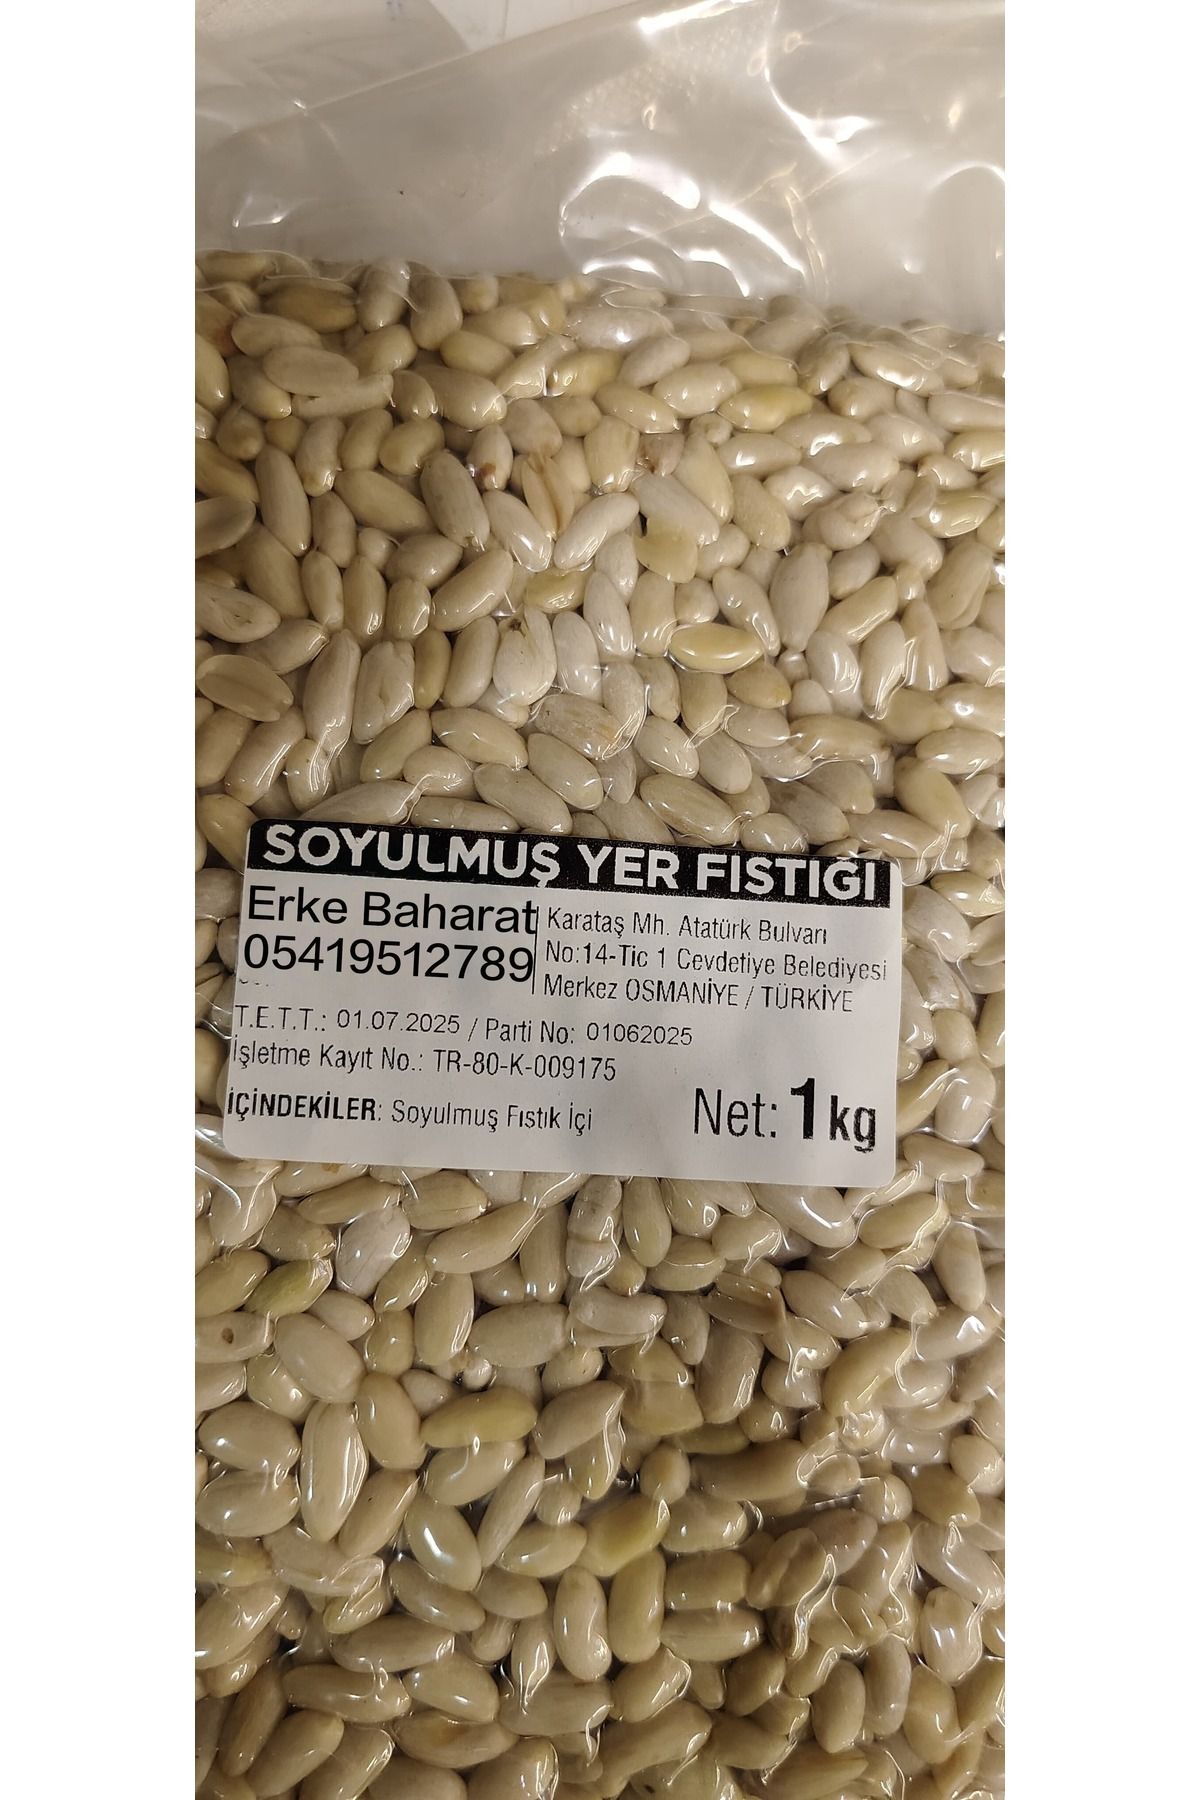 SOYULMUŞ YER FISTIĞI
Erke Baharat
05419512789
Karataş Mh. Atatürk Bulvarı
No:14-Tic 1 Cevdetiye Belediyesi
Merkez OSMANİYE / TÜRKİYE
T.E.T.T.: 01.07.2025 / Parti No: 01062025
İşletme Kayıt No.: TR-80-K-009175
İÇİNDEKİLER: Soyulmuş Fıstık İçi
Net: 1 kg